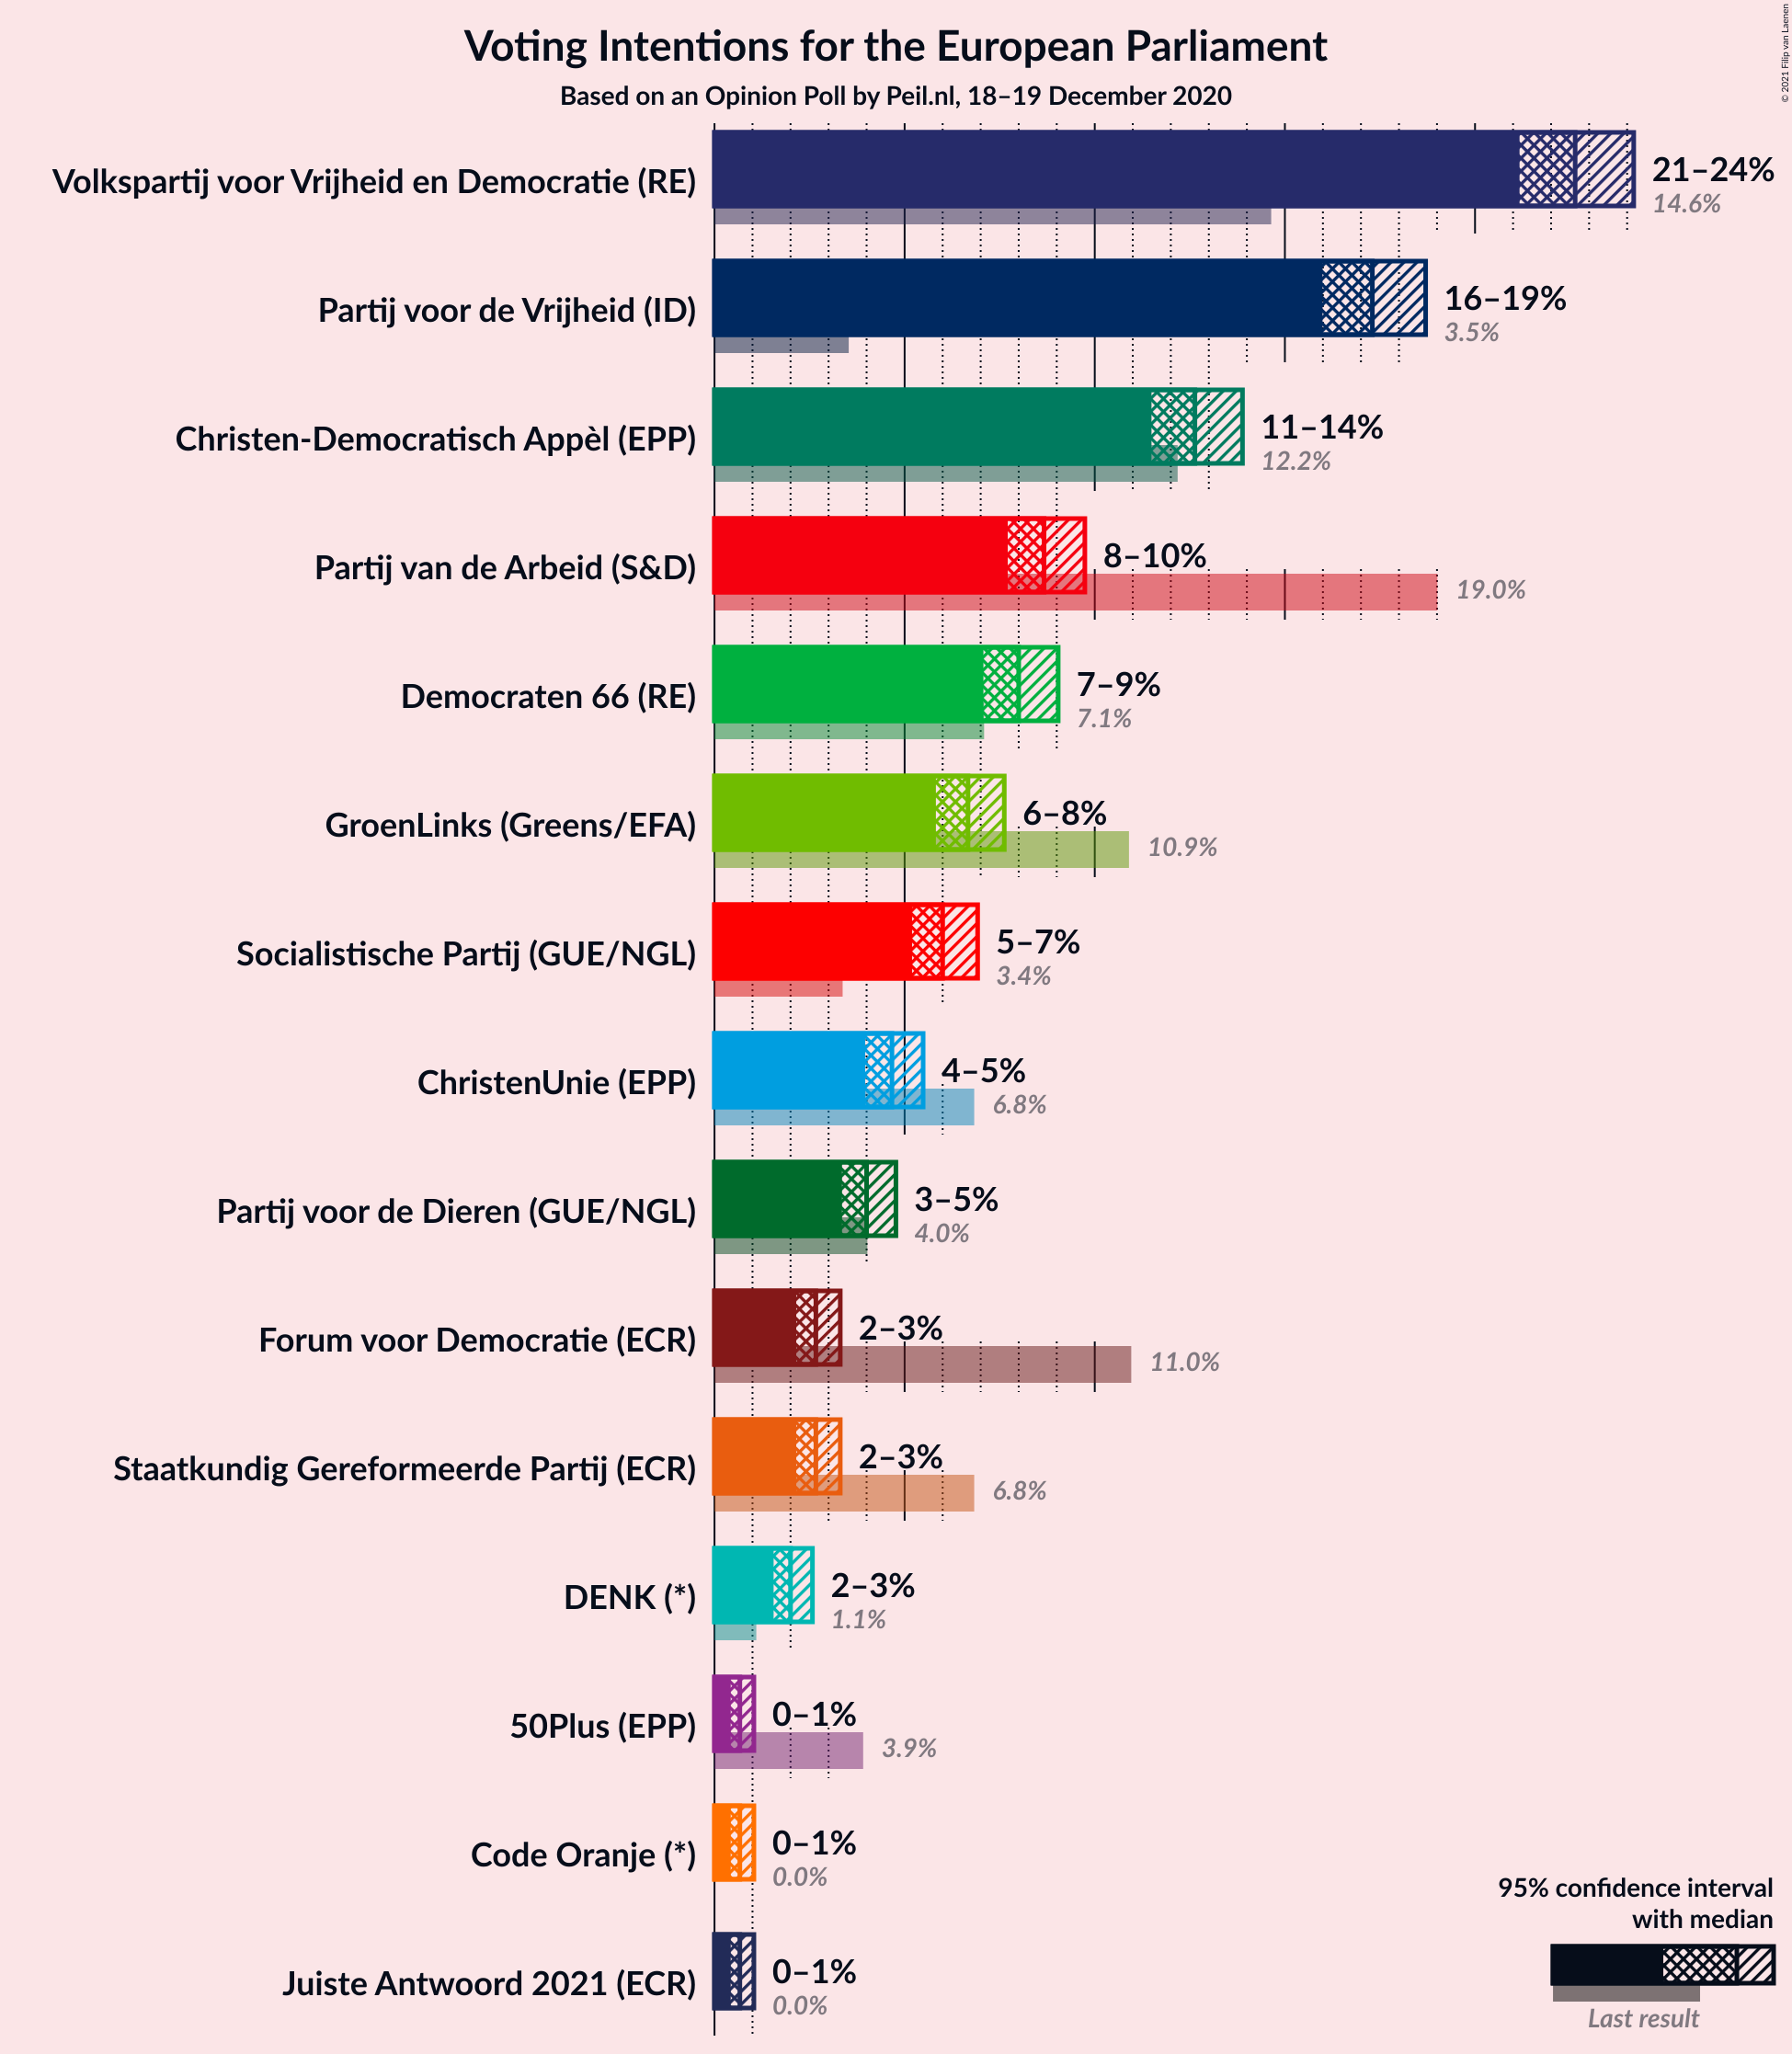 Voting Intentions for the European Parliament
Based on an Opinion Poll by Peil.nl, 18–19 December 2020
© 2021 Filip van Laenen
Volkspartij voor Vrijheid en Democratie (RE)
21–24%
14.6%
Partij voor de Vrijheid (ID)
16–19%
3.5%
Christen-Democratisch Appèl (EPP)
11–14%
12.2%
Partij van de Arbeid (S&D)
8–10%
19.0%
Democraten 66 (RE)
7–9%
7.1%
GroenLinks (Greens/EFA)
6–8%
10.9%
Socialistische Partij (GUE/NGL)
5–7%
3.4%
ChristenUnie (EPP)
4–5%
6.8%
Partij voor de Dieren (GUE/NGL)
3–5%
4.0%
Forum voor Democratie (ECR)
2–3%
11.0%
Staatkundig Gereformeerde Partij (ECR)
2–3%
6.8%
DENK (*)
2–3%
1.1%
50Plus (EPP)
0–1%
3.9%
Code Oranje (*)
0–1%
0.0%
Juiste Antwoord 2021 (ECR)
0–1%
0.0%
95% confidence interval
with median
Last result